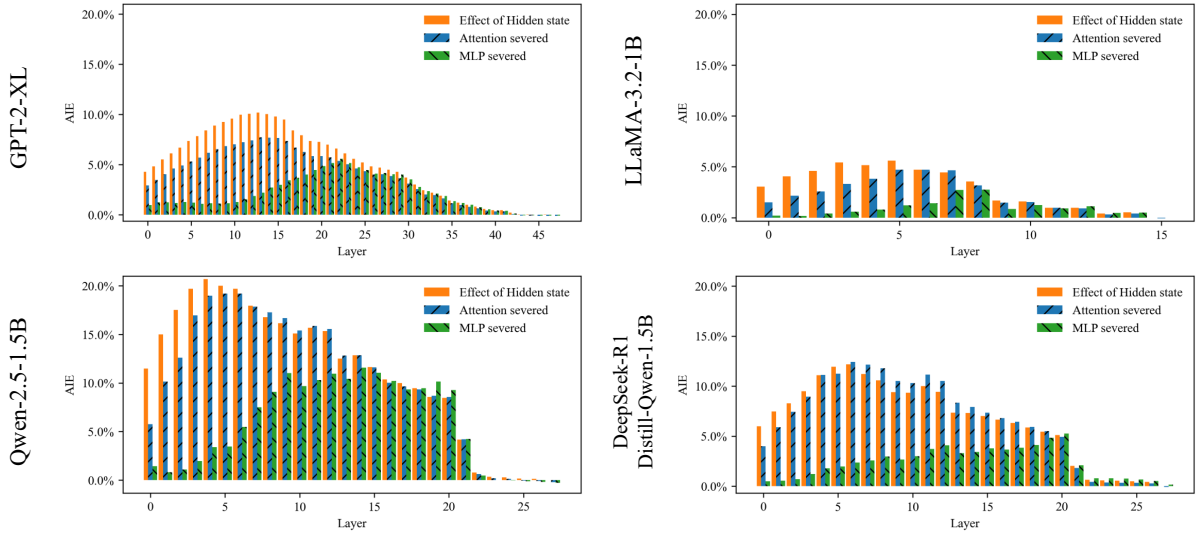 GPT-2-XL
AIE
20.0%
15.0%
10.0%
5.0%
0.0%
Effect of Hidden state
Attention severed
MLP severed
0 5 10 15 20 25 30 35 40 45
Layer
LLaMA-3.2-1B
AIE
20.0%
15.0%
10.0%
5.0%
0.0%
Effect of Hidden state
Attention severed
MLP severed
0 5 10 15
Layer
Qwen-2.5-1.5B
AIE
20.0%
15.0%
10.0%
5.0%
0.0%
Effect of Hidden state
Attention severed
MLP severed
0 5 10 15 20 25
Layer
DeepSeek-R1
Distill-Qwen-1.5B
AIE
20.0%
15.0%
10.0%
5.0%
0.0%
Effect of Hidden state
Attention severed
MLP severed
0 5 10 15 20 25
Layer